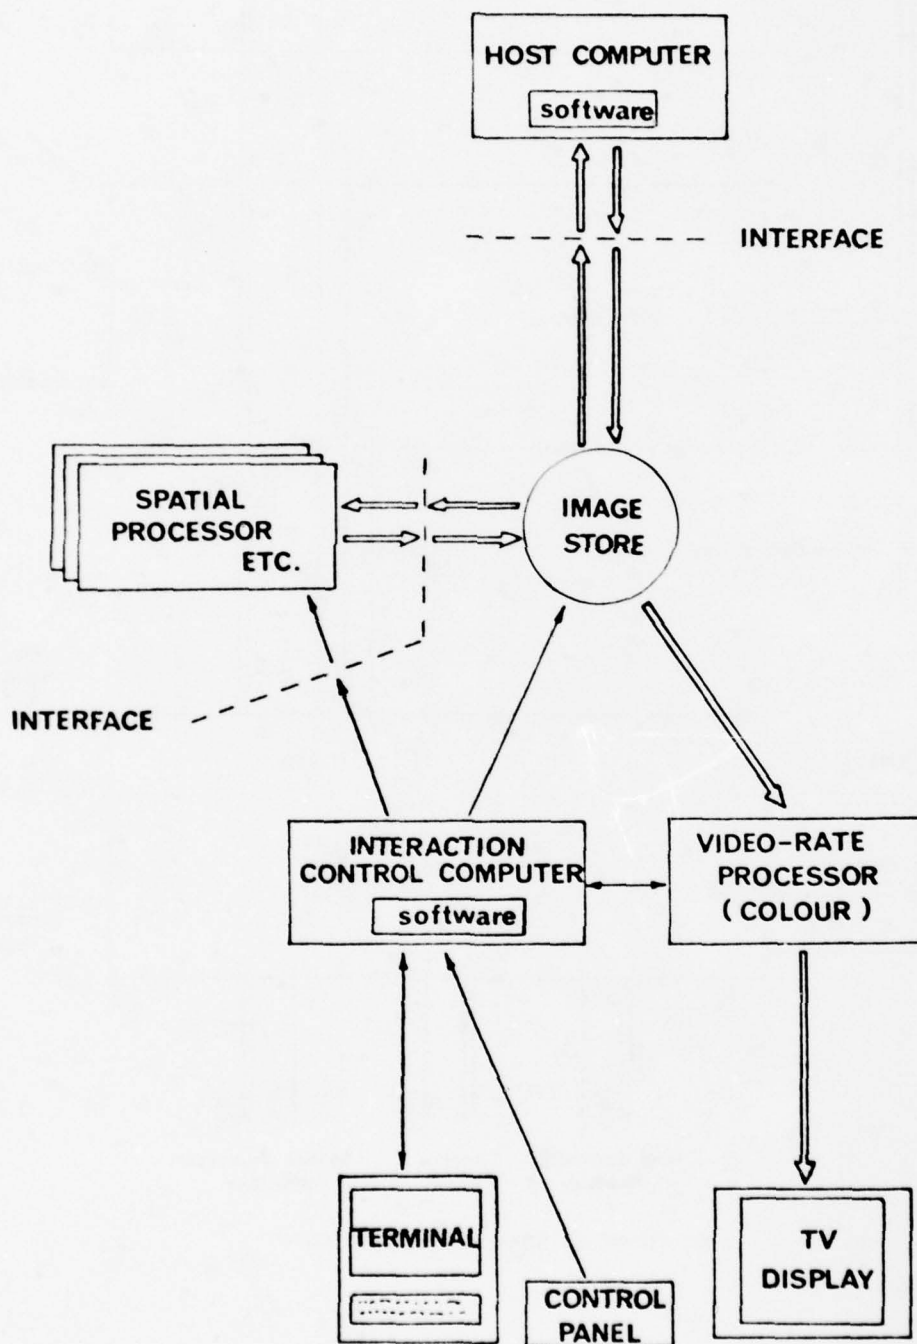 HOST COMPUTER
software
INTERFACE
SPATIAL
PROCESSOR
ETC.
IMAGE
STORE
INTERFACE
INTERACTION
CONTROL COMPUTER
software
VIDEO-RATE
PROCESSOR
( COLOUR )
TERMINAL
CONTROL
PANEL
TV
DISPLAY